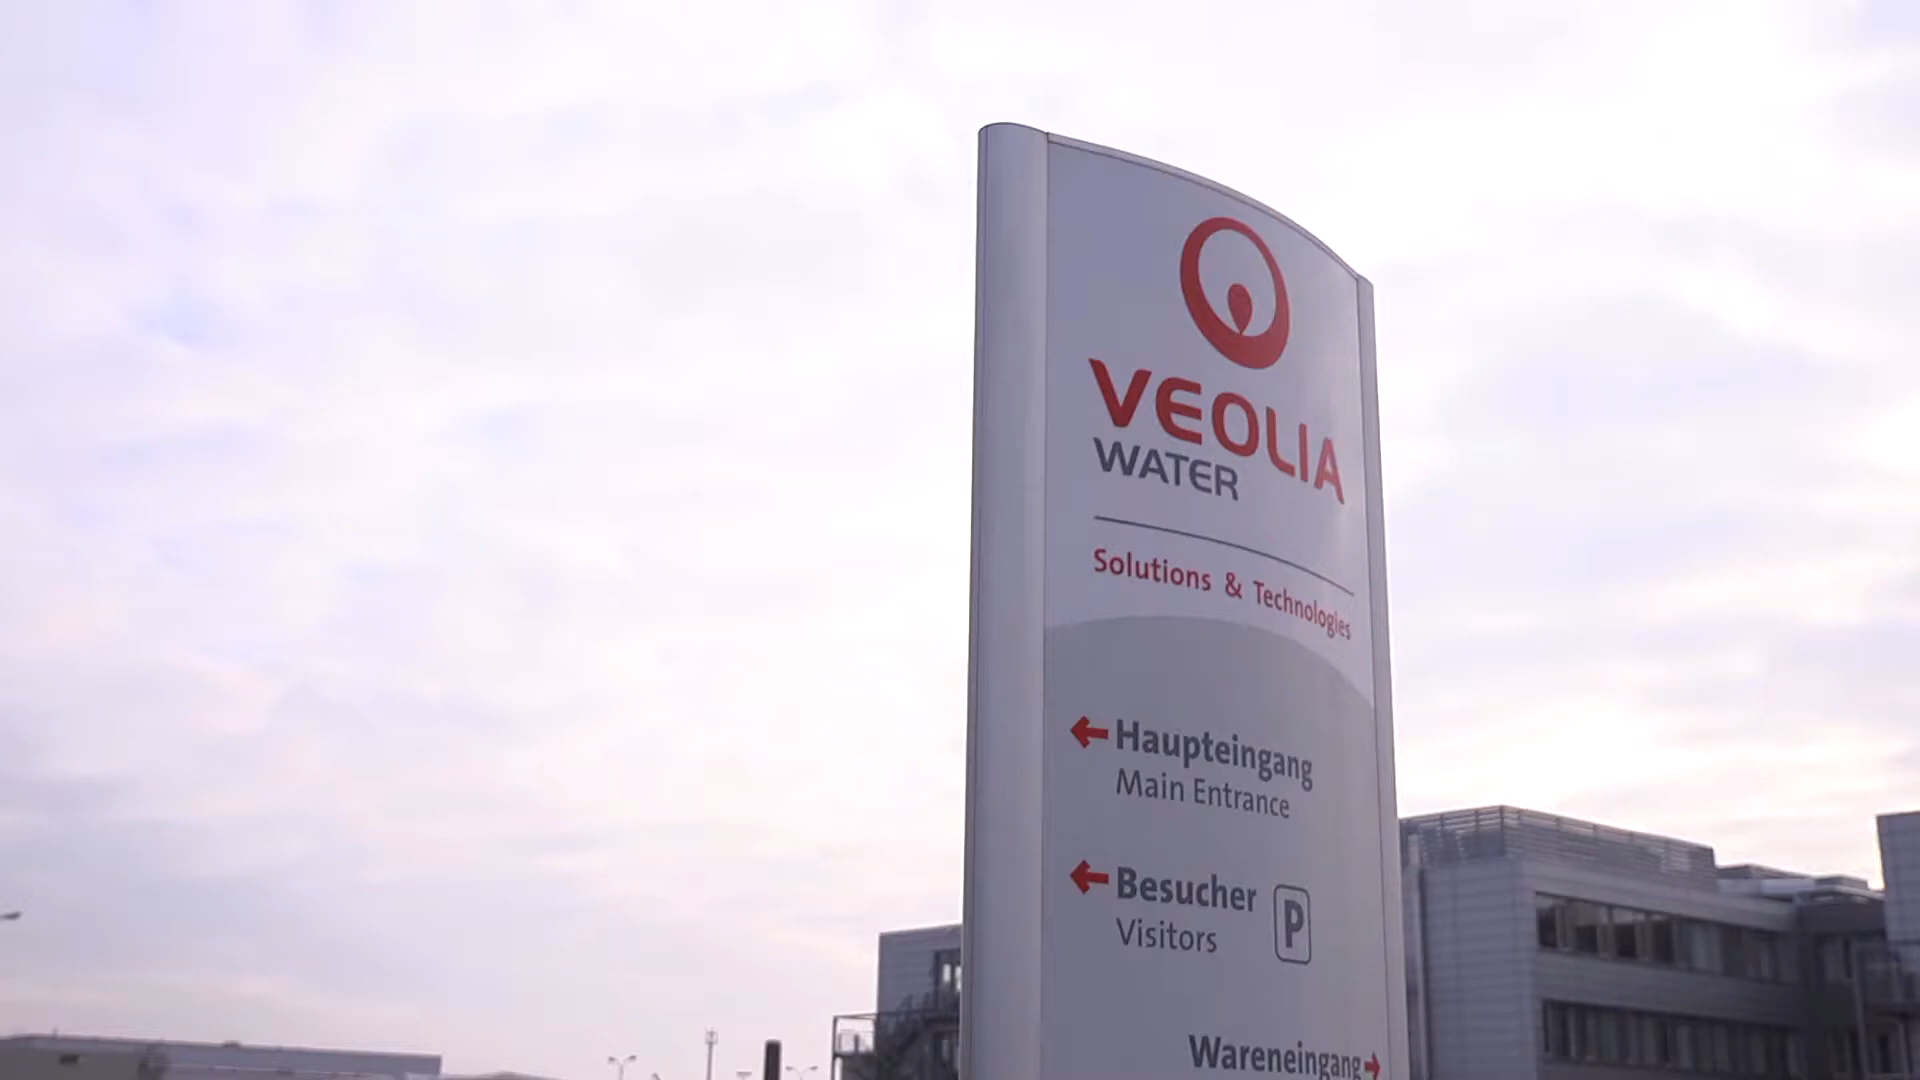 VEOLIA
WATER
Solutions & Technologies
Haupteingang
Main Entrance
Besucher P
Visitors
Wareneingang